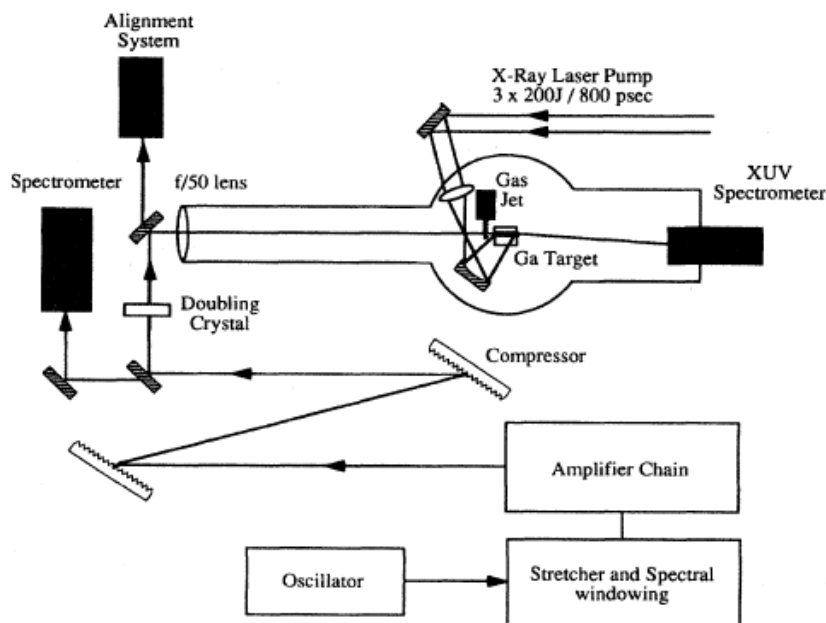 Alignment
System
X-Ray Laser Pump
3 x 200J / 800 psec
Spectrometer
f/50 lens
Gas
Jet
XUV
Spectrometer
Ga Target
Doubling
Crystal
Compressor
Amplifier Chain
Oscillator
Stretcher and Spectral
windowing